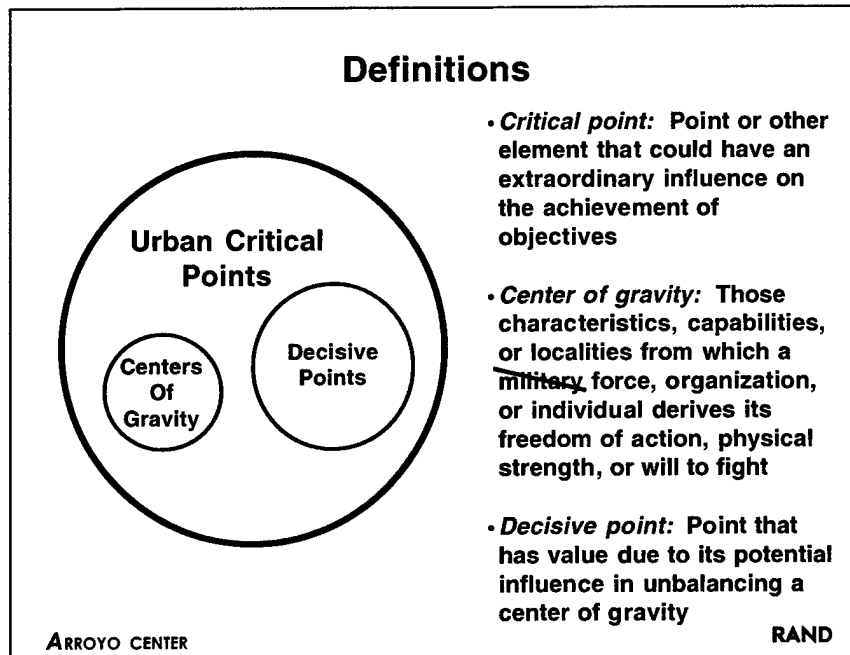 Definitions
Urban Critical
Points
Centers
Of
Gravity
Decisive
Points
• Critical point: Point or other
element that could have an
extraordinary influence on
the achievement of
objectives
• Center of gravity: Those
characteristics, capabilities,
or localities from which a
military force, organization,
or individual derives its
freedom of action, physical
strength, or will to fight
• Decisive point: Point that
has value due to its potential
influence in unbalancing a
center of gravity
ARROYO CENTER
RAND